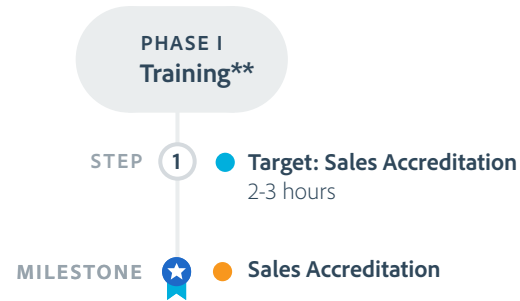 PHASE I
Training**
STEP 1 Target: Sales Accreditation
2-3 hours
MILESTONE Sales Accreditation